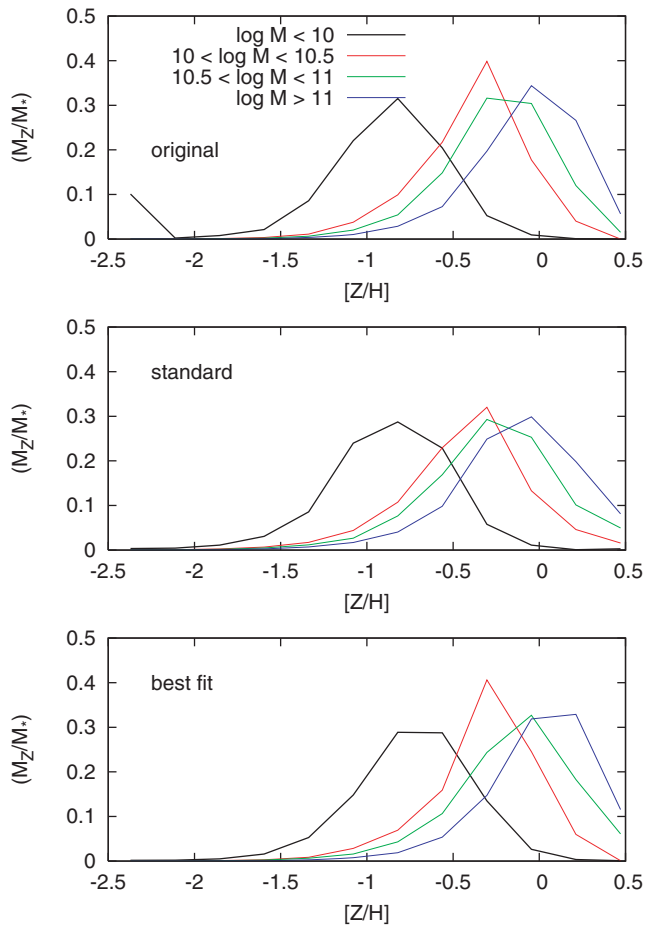 log M < 10
10 < log M < 10.5
10.5 < log M < 11
log M > 11
original
(M_Z/M_*)
0.5
0.4
0.3
0.2
0.1
0
-2.5 -2 -1.5 -1 -0.5 0 0.5
[Z/H]
standard
(M_Z/M_*)
0.5
0.4
0.3
0.2
0.1
0
-2.5 -2 -1.5 -1 -0.5 0 0.5
[Z/H]
best fit
(M_Z/M_*)
0.5
0.4
0.3
0.2
0.1
0
-2.5 -2 -1.5 -1 -0.5 0 0.5
[Z/H]